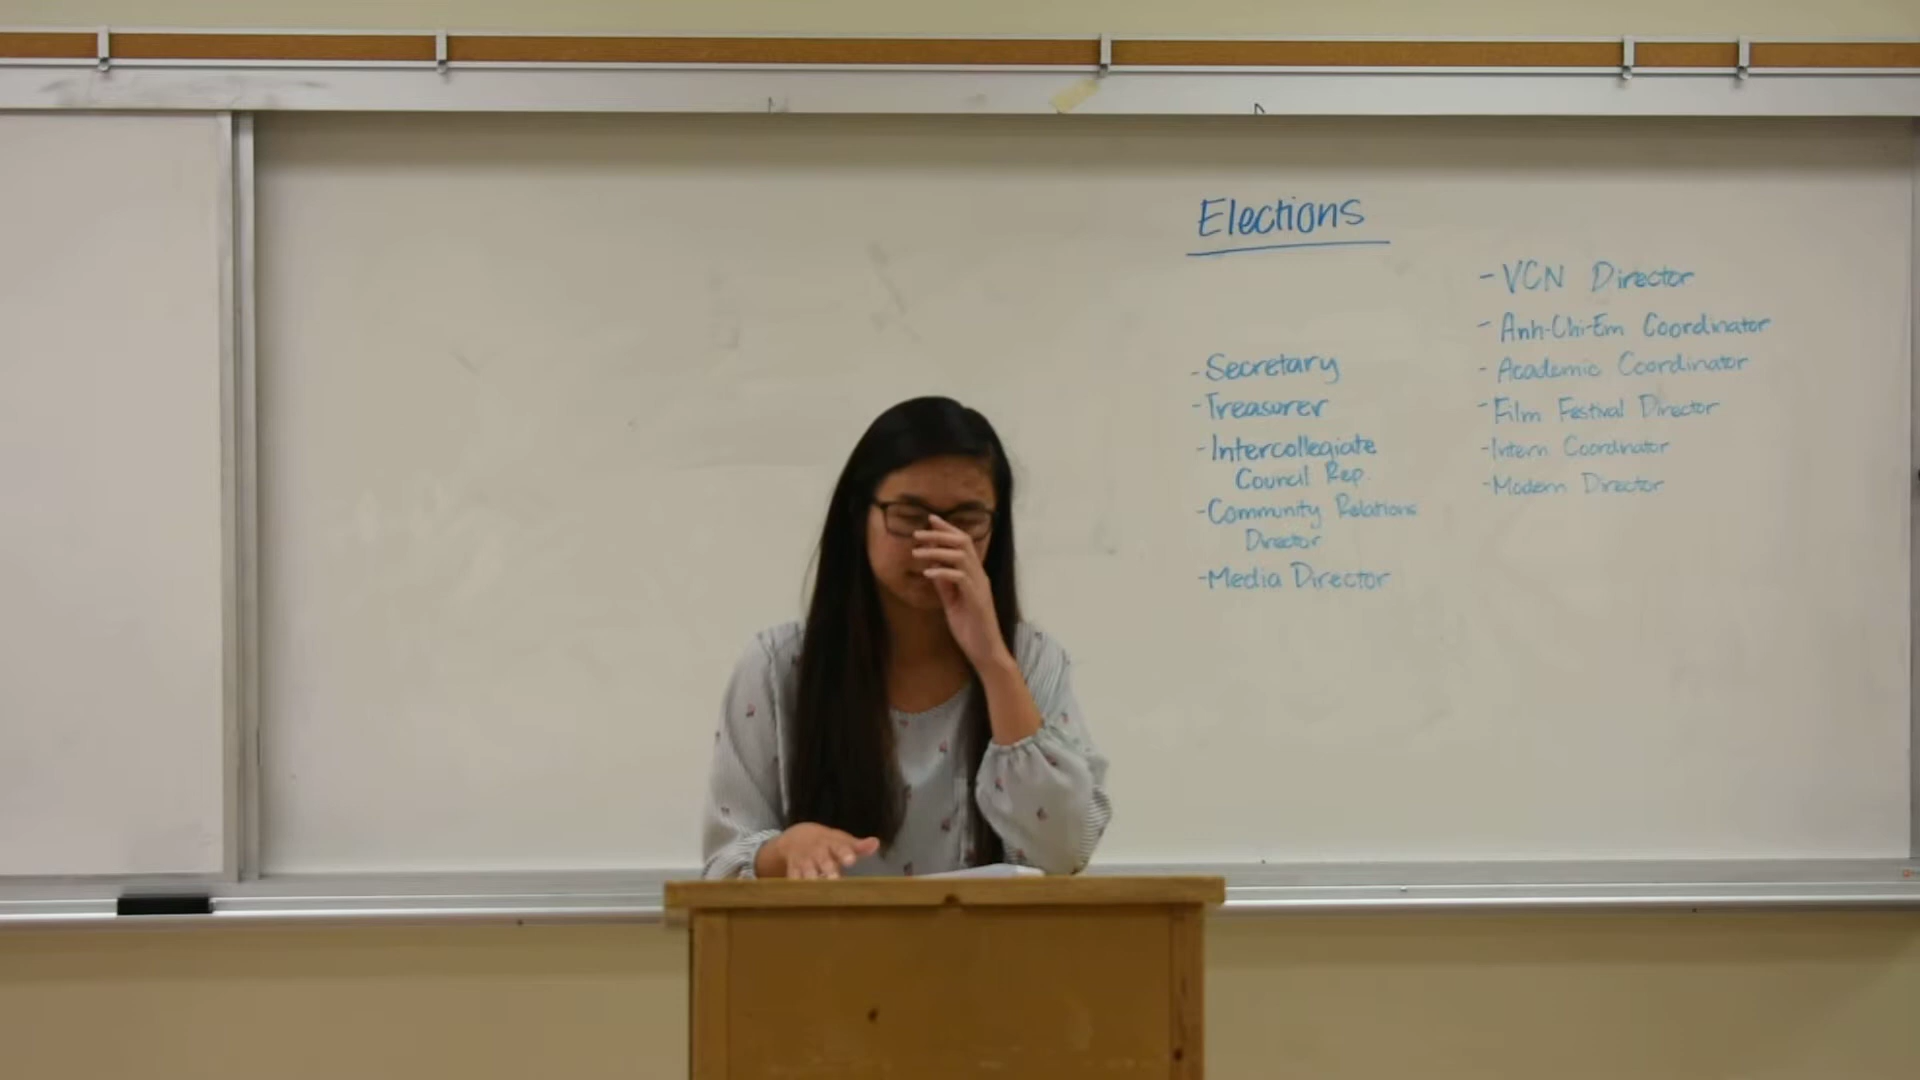 Elections
-Secretary
-Treasurer
-Intercollegiate
Council Rep.
-Community Relations
Director
-Media Director
-VCN Director
-Anh-Chi-Em Coordinator
-Academic Coordinator
-Film Festival Director
-Intern Coordinator
-Modern Director